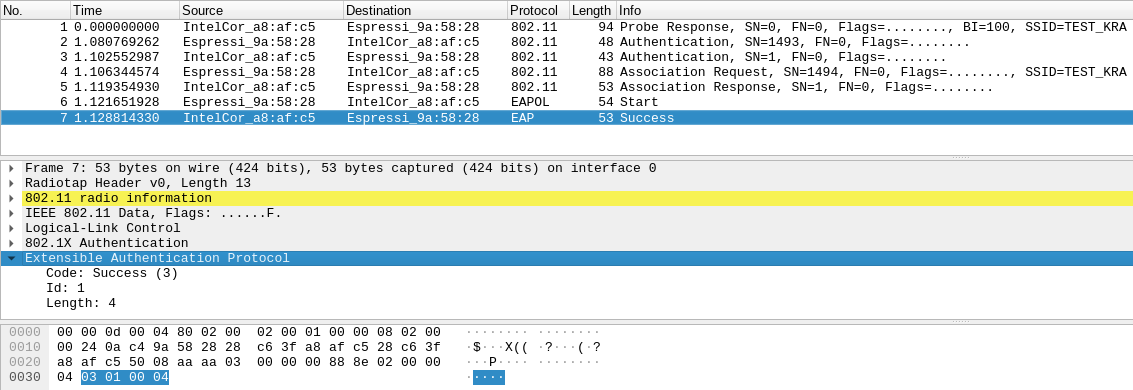 No. Time Source Destination Protocol Length Info
1 0.000000000 IntelCor_a8:af:c5 Espressi_9a:58:28 802.11 94 Probe Response, SN=0, FN=0, Flags=........, BI=100, SSID=TEST_KRA
2 1.080769262 Espressi_9a:58:28 IntelCor_a8:af:c5 802.11 48 Authentication, SN=1493, FN=0, Flags=........
3 1.102552987 IntelCor_a8:af:c5 Espressi_9a:58:28 802.11 43 Authentication, SN=1, FN=0, Flags=........
4 1.106344574 Espressi_9a:58:28 IntelCor_a8:af:c5 802.11 88 Association Request, SN=1494, FN=0, Flags=........, SSID=TEST_KRA
5 1.119354930 IntelCor_a8:af:c5 Espressi_9a:58:28 802.11 53 Association Response, SN=1, FN=0, Flags=........
6 1.121651928 Espressi_9a:58:28 IntelCor_a8:af:c5 EAPOL 54 Start
7 1.128814330 IntelCor_a8:af:c5 Espressi_9a:58:28 EAP 53 Success
Frame 7: 53 bytes on wire (424 bits), 53 bytes captured (424 bits) on interface 0
Radiotap Header v0, Length 13
802.11 radio information
IEEE 802.11 Data, Flags: ......F.
Logical-Link Control
802.1X Authentication
Extensible Authentication Protocol
Code: Success (3)
Id: 1
Length: 4
0000 00 00 0d 00 04 80 02 00 02 00 01 00 00 08 02 00 ········ ········
0010 00 24 0a c4 9a 58 28 28 c6 3f a8 af c5 28 c6 3f ·$···X(( ·?···(·?
0020 a8 af c5 50 08 aa aa 03 00 00 00 88 8e 02 00 00 ···P···· ········
0030 04 03 01 00 04 ·····